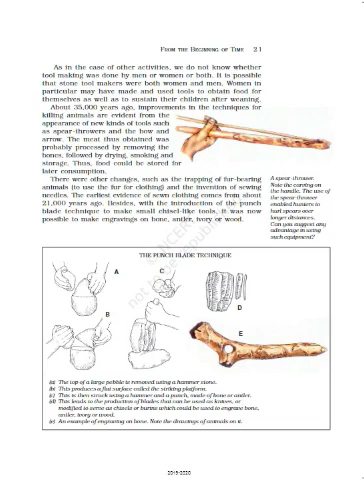 FROM THE BEGINNING OF TIME 21
As in the case of other activities, we do not know whether
tool making was done by men or women or both. It is possible
that stone tool makers were both women and men. Women in
particular may have made and used tools to obtain food for
themselves as well as to sustain their children after weaning.
About 35,000 years ago, improvements in the techniques for
killing animals are evident from the
appearance of new kinds of tools such
as spear-throwers and the bow and
arrow. The meat thus obtained was
probably processed by removing the
bones, followed by drying, smoking and
storage. Thus, food could be stored for
later consumption.
There were other changes, such as the trapping of fur-bearing
animals (to use the fur for clothing) and the invention of sewing
needles. The earliest evidence of sewn clothing comes from about
21,000 years ago. Besides, with the introduction of the punch
blade technique to make small chisel-like tools, it was now
possible to make engravings on bone, antler, ivory or wood.
A spear-thrower.
Note the carving on
the handle. The use of
the spear-thrower
enabled hunters to
hurl spears over
longer distances.
Can you suggest any
advantage in using
such equipment?
THE PUNCH BLADE TECHNIQUE
A
C
D
B
E
(a) The top of a large pebble is removed using a hammer stone.
(b) This produces a flat surface called the striking platform.
(c) This is then struck using a hammer and a punch, made of bone or antler.
(d) This leads to the production of blades that can be used as knives, or
modified to serve as chisels or burins which could be used to engrave bone,
antler, ivory or wood.
(e) An example of engraving on bone. Note the drawings of animals on it.
2019-2020